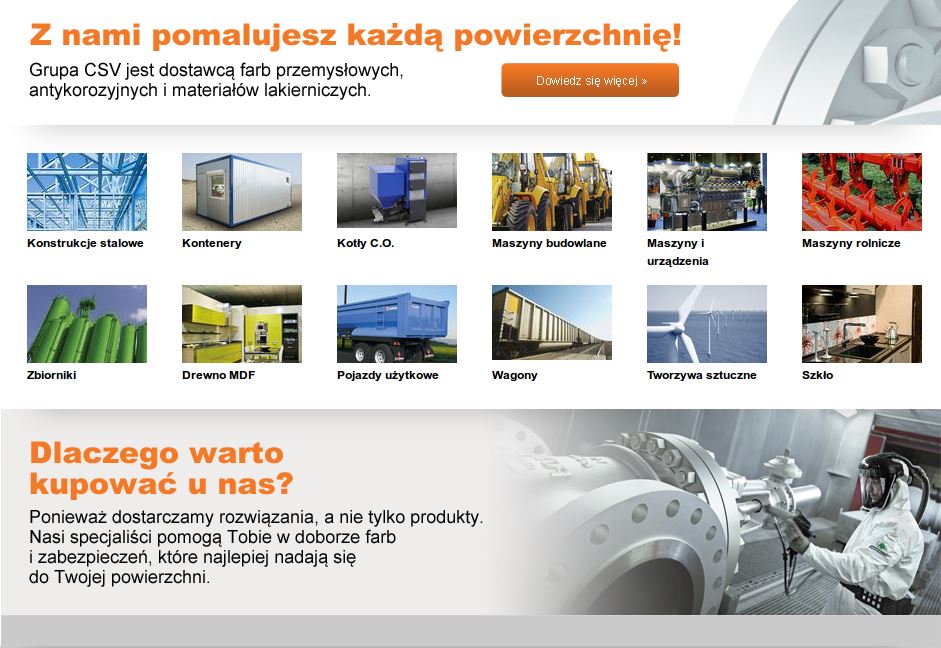 Z nami pomalujesz każdą powierzchnię!
Grupa CSV jest dostawcą farb przemysłowych,
antykorozyjnych i materiałów lakierniczych.
Dowiedz się więcej »
Konstrukcje stalowe
Kontenery
Kotły C.O.
Maszyny budowlane
Maszyny i
urządzenia
Maszyny rolnicze
Zbiorniki
Drewno MDF
Pojazdy użytkowe
Wagony
Tworzywa sztuczne
Szkło
Dlaczego warto
kupować u nas?
Ponieważ dostarczamy rozwiązania, a nie tylko produkty.
Nasi specjaliści pomogą Tobie w doborze farb
i zabezpieczeń, które najlepiej nadają się
do Twojej powierzchni.